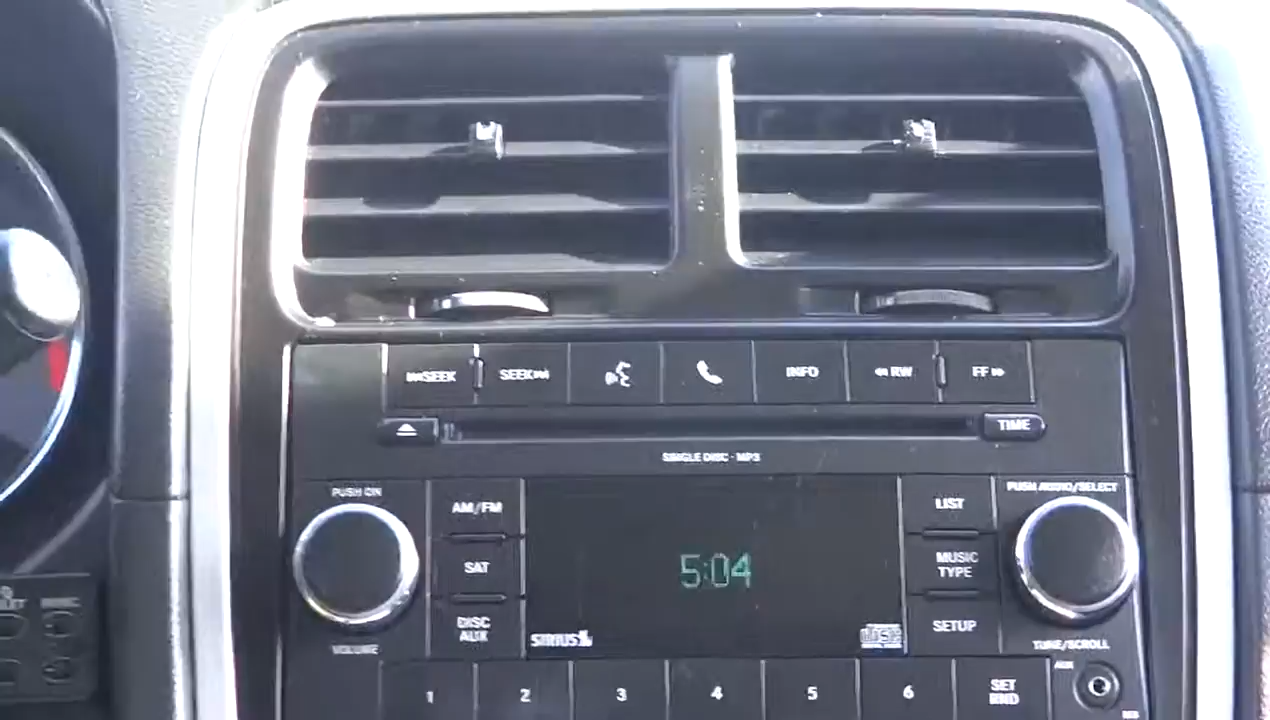 SEEK SEEK INFO RW FF
TIME
SINGLE DISC · MP3
PUSH ON
PUSH AUDIO/SELECT
AM/FM
LIST
5:04
SAT
MUSIC
TYPE
DISC
AUX
SETUP
SIRIUS
disc
VOLUME
TUNE/SCROLL
AUX
1 2 3 4 5 6 SET
RND